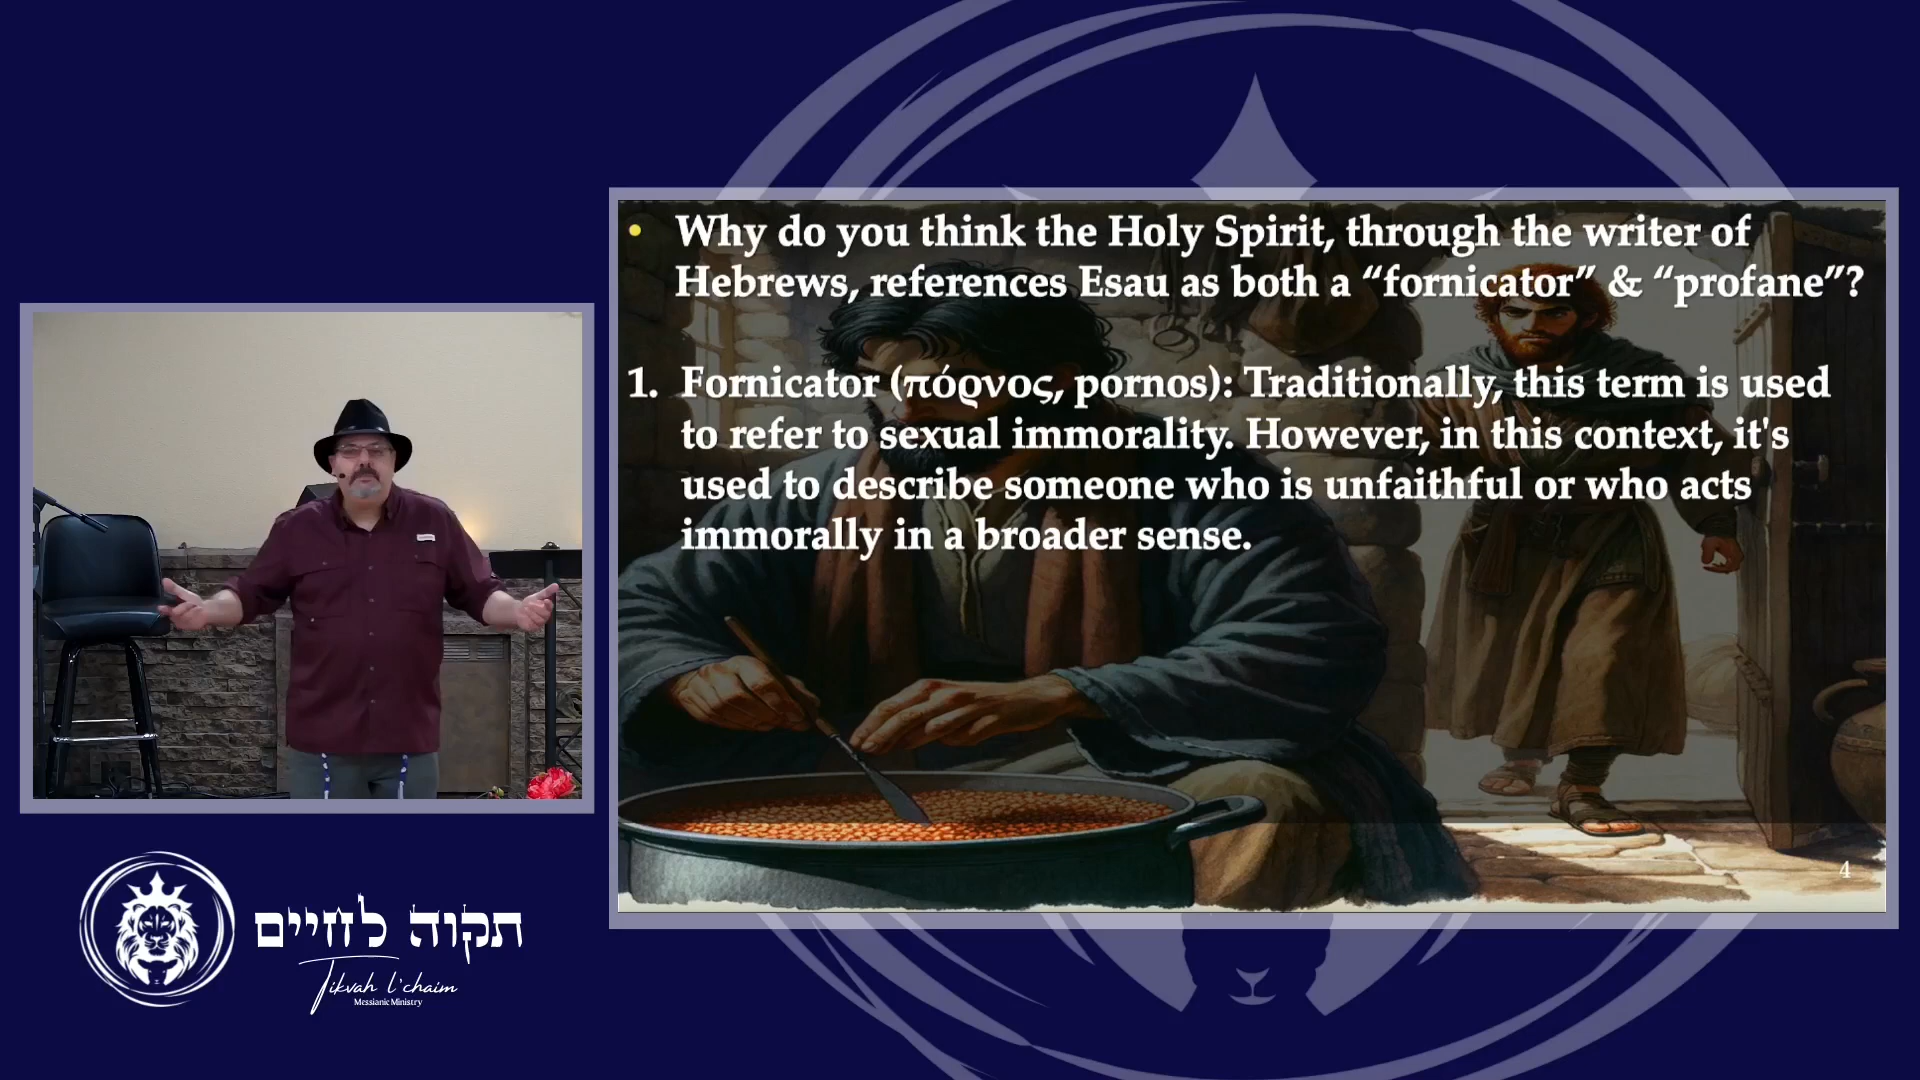 • Why do you think the Holy Spirit, through the writer of
Hebrews, references Esau as both a “fornicator” & “profane”?
1. Fornicator (πόρνος, pornos): Traditionally, this term is used
to refer to sexual immorality. However, in this context, it's
used to describe someone who is unfaithful or who acts
immorally in a broader sense.
4
תקוה לחיים
Tikvah l'chaim
Messianic Ministry